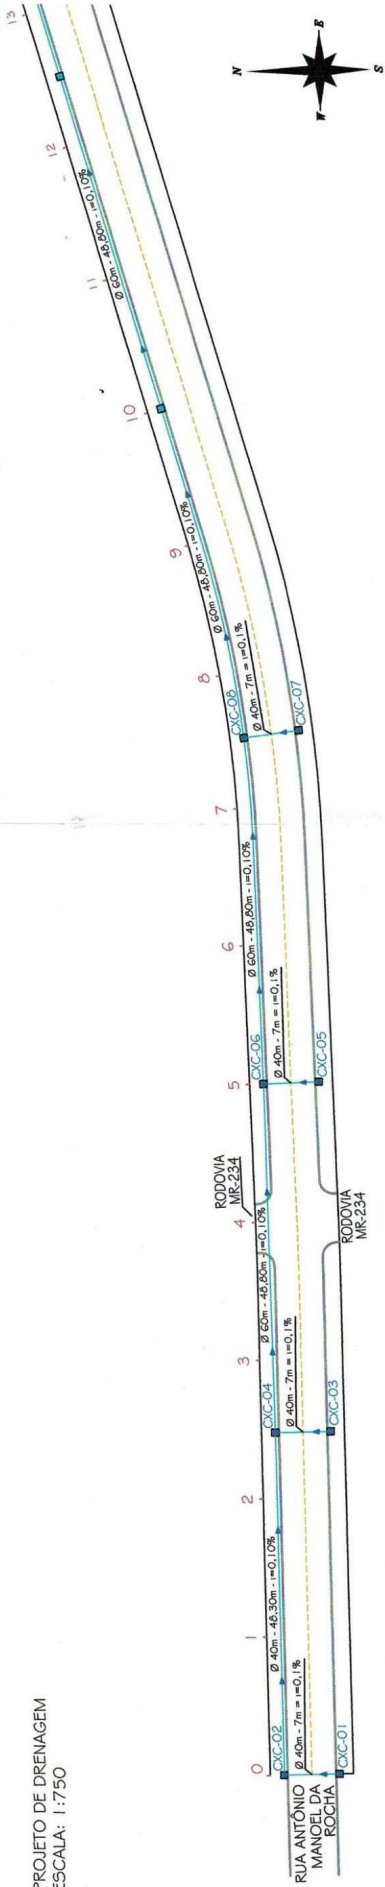 PROJETO DE DRENAGEM
ESCALA: 1:750
N
E
S
W
0
1
2
3
4
5
6
7
8
9
10
11
12
13
CXC-02
Ø 40m - 7m = i=0,1%
CXC-01
RUA ANTÔNIO
MANOEL DA
ROCHA
Ø 40m - 48,30m - i=0,10%
CXC-04
Ø 40m - 7m = i=0,1%
CXC-03
Ø 60m - 48,80m - i=0,10%
RODOVIA
MR-234
RODOVIA
MR-234
CXC-06
Ø 40m - 7m = i=0,1%
CXC-05
Ø 60m - 48,80m - i=0,10%
CXC-08
Ø 40m - 7m = i=0,1%
CXC-07
Ø 60m - 48,80m - i=0,10%
Ø 60m - 48,80m - i=0,10%